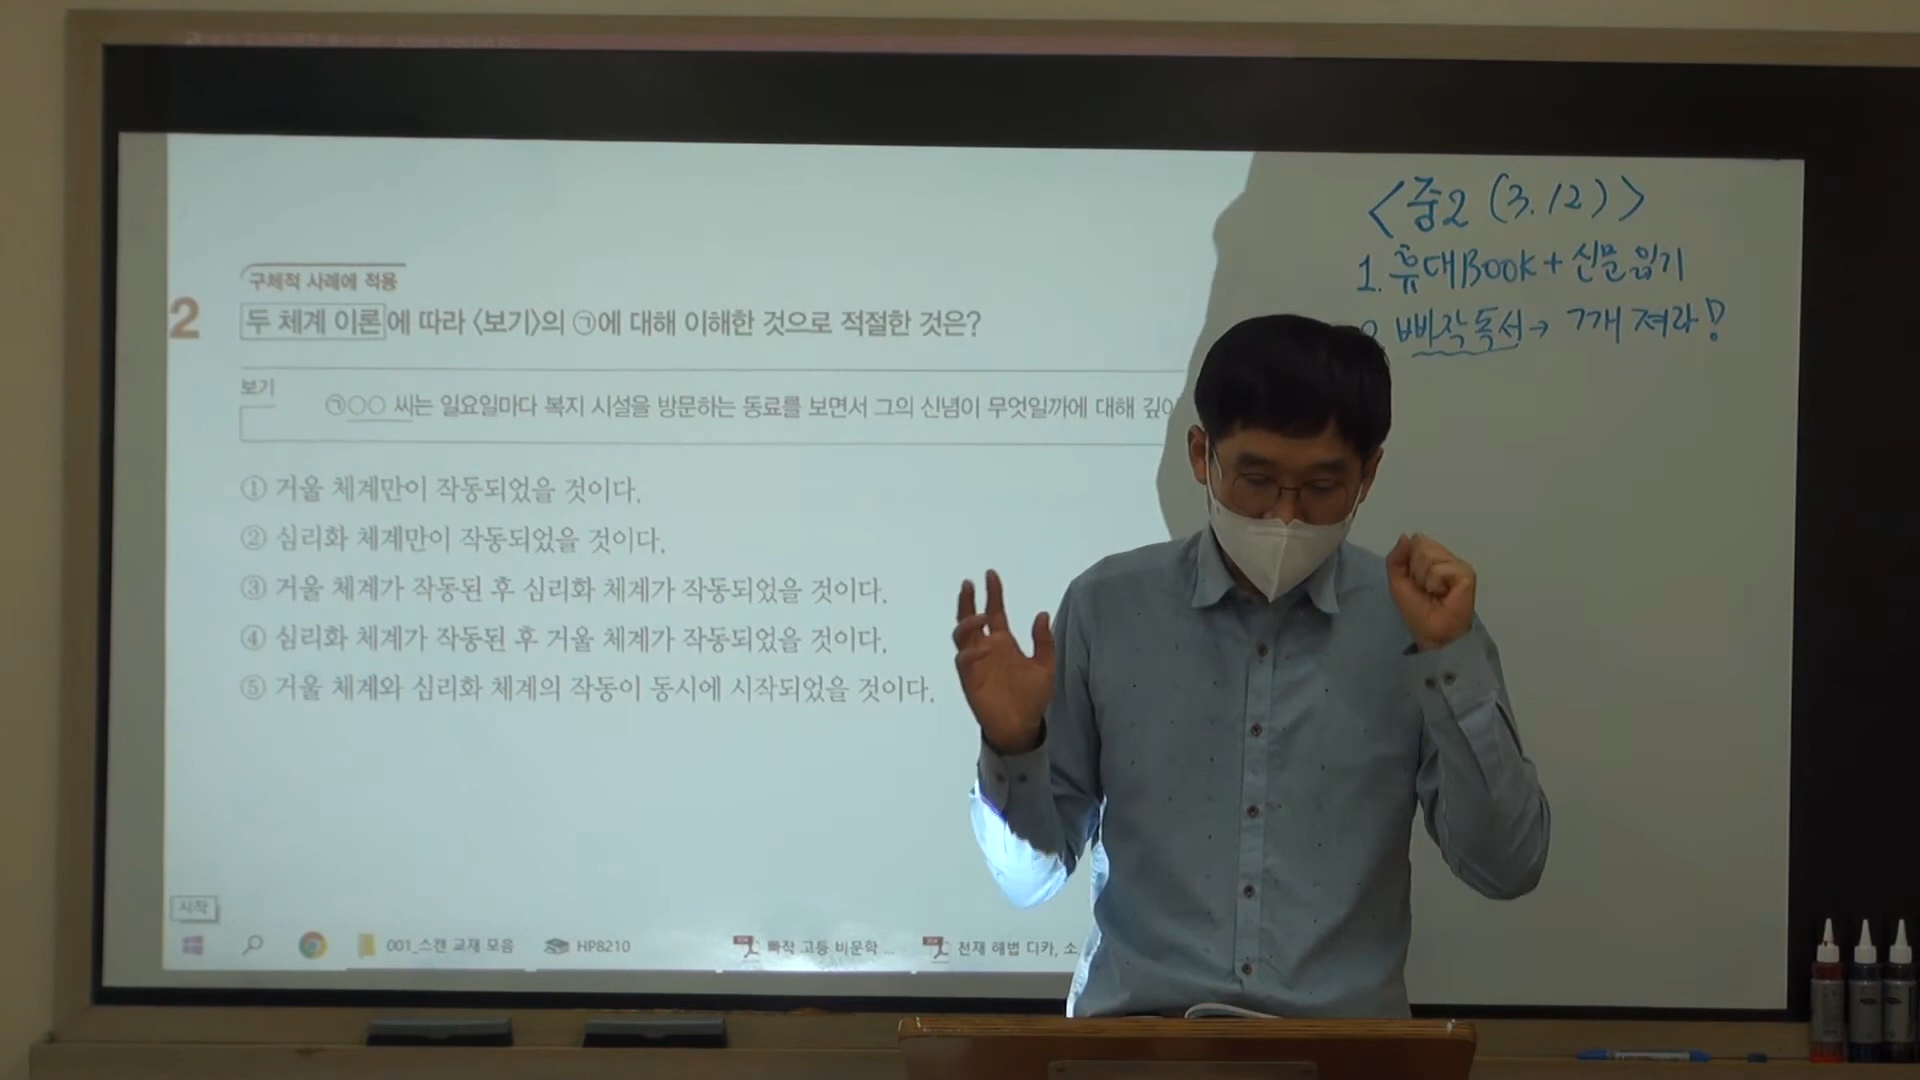 구체적 사례에 적용
2 두 체계 이론에 따라 〈보기〉의 ㉠에 대해 이해한 것으로 적절한 것은?
보기
㉠○○ 씨는 일요일마다 복지 시설을 방문하는 동료를 보면서 그의 신념이 무엇일까에 대해
① 거울 체계만이 작동되었을 것이다.
② 심리화 체계만이 작동되었을 것이다.
③ 거울 체계가 작동된 후 심리화 체계가 작동되었을 것이다.
④ 심리화 체계가 작동된 후 거울 체계가 작동되었을 것이다.
⑤ 거울 체계와 심리화 체계의 작동이 동시에 시작되었을 것이다.
<중2 (3.12)>
1. 휴대BOOK + 신문읽기
빠작독서 → 7개 져라!
시작
001_스캔 교재 모음 HP8210 빠작 고등 비문학 ... 천재 해법 디카, 소